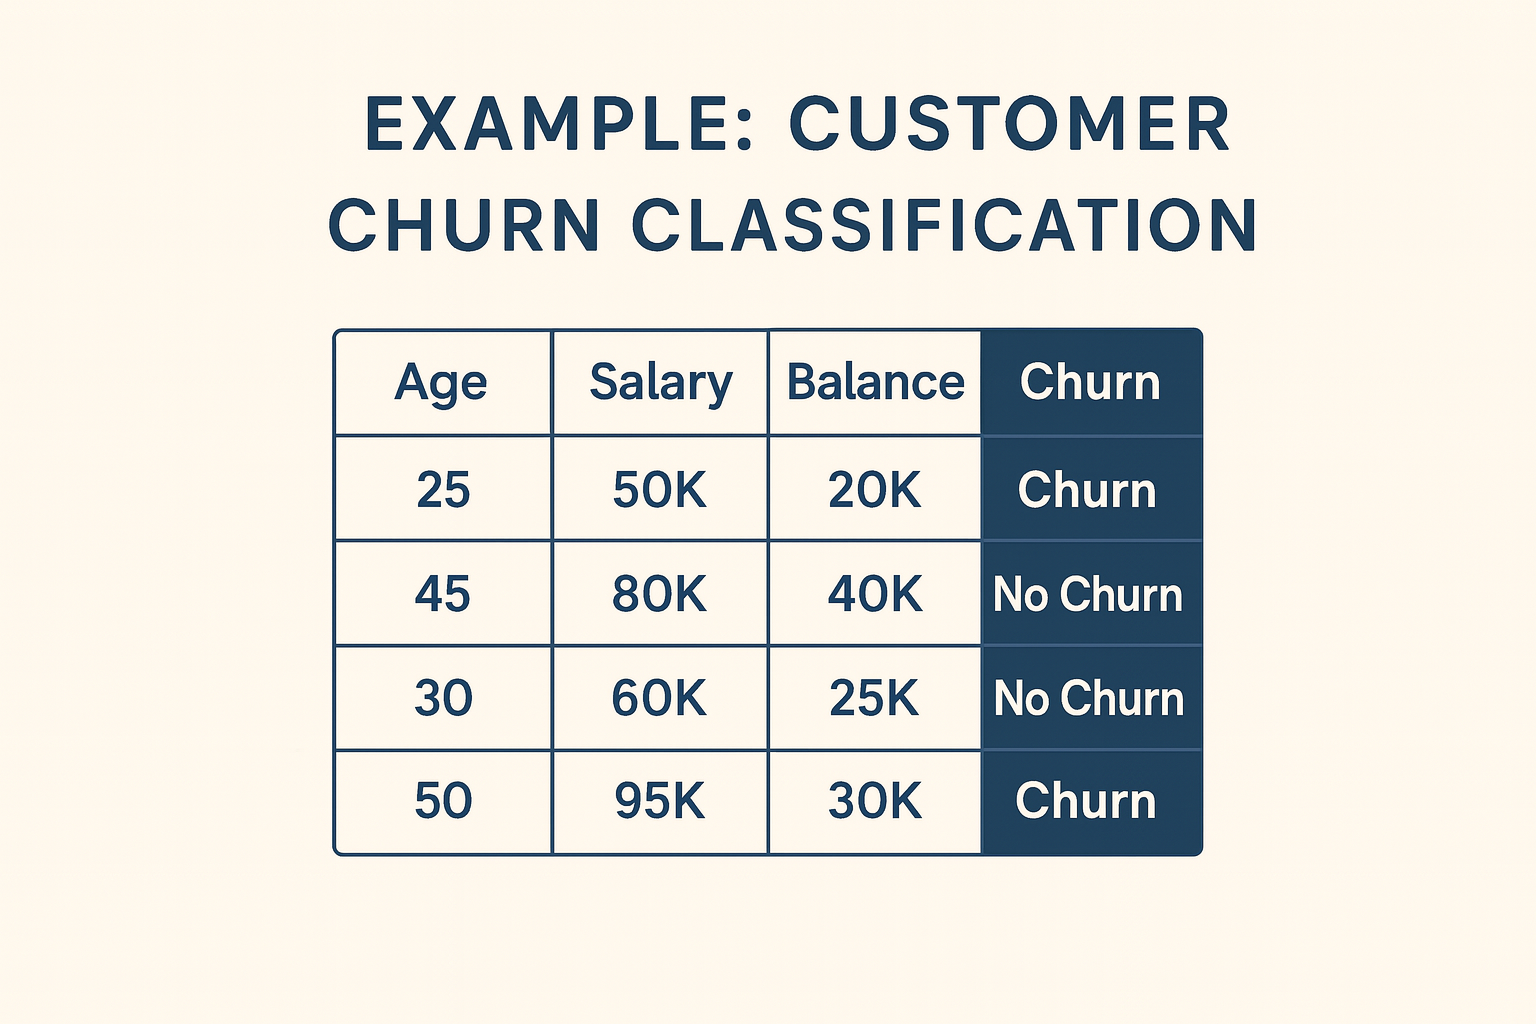 EXAMPLE: CUSTOMER
CHURN CLASSIFICATION
Age Salary Balance Churn
25 50K 20K Churn
45 80K 40K No Churn
30 60K 25K No Churn
50 95K 30K Churn